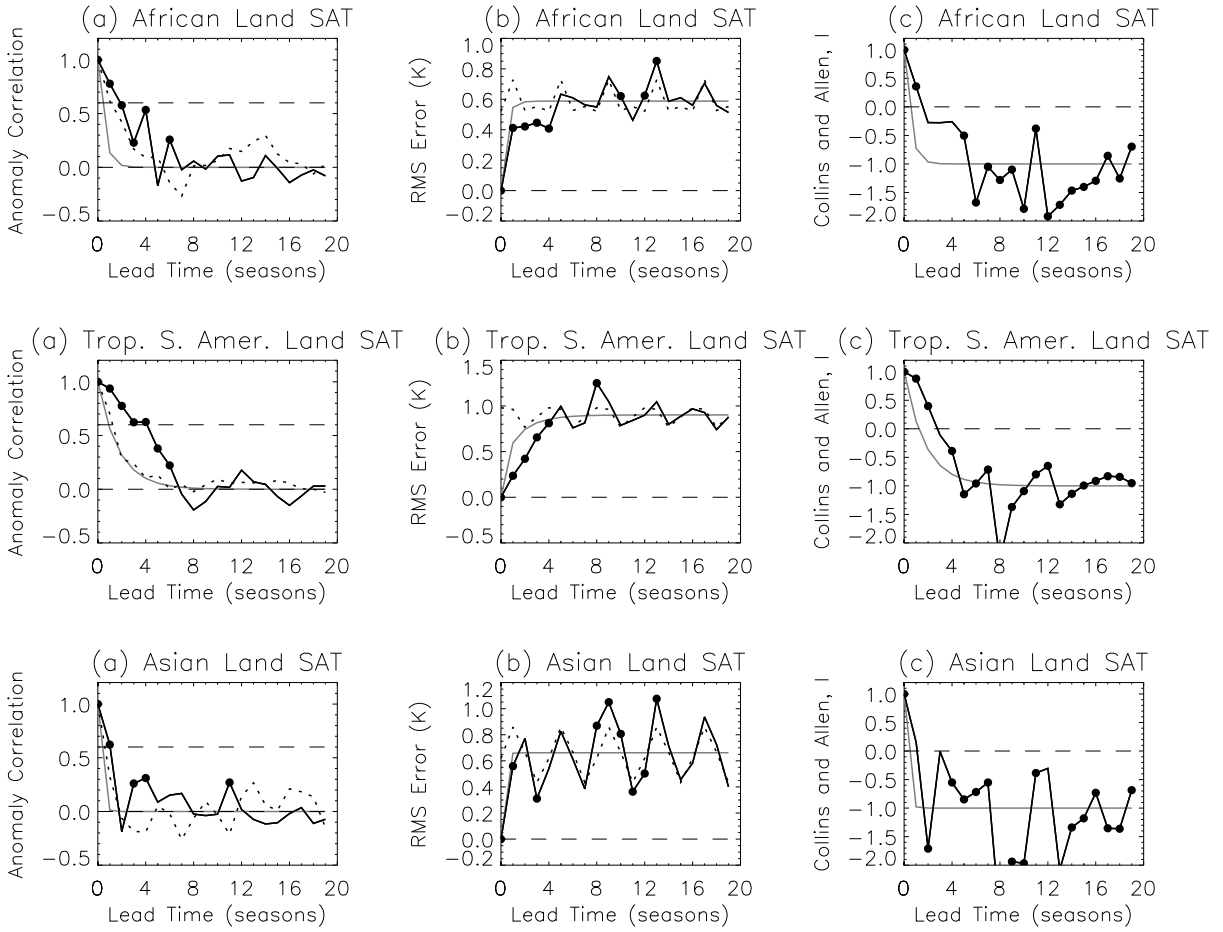 (a) African Land SAT
Anomaly Correlation
1.0
0.5
0.0
−0.5
0 4 8 12 16 20
Lead Time (seasons)
(b) African Land SAT
RMS Error (K)
1.0
0.8
0.6
0.4
0.2
0.0
−0.2
0 4 8 12 16 20
Lead Time (seasons)
(c) African Land SAT
Collins and Allen, I
1.0
0.5
0.0
−0.5
−1.0
−1.5
−2.0
0 4 8 12 16 20
Lead Time (seasons)
(a) Trop. S. Amer. Land SAT
Anomaly Correlation
1.0
0.5
0.0
−0.5
0 4 8 12 16 20
Lead Time (seasons)
(b) Trop. S. Amer. Land SAT
RMS Error (K)
1.5
1.0
0.5
0.0
−0.5
0 4 8 12 16 20
Lead Time (seasons)
(c) Trop. S. Amer. Land SAT
Collins and Allen, I
1.0
0.5
0.0
−0.5
−1.0
−1.5
−2.0
0 4 8 12 16 20
Lead Time (seasons)
(a) Asian Land SAT
Anomaly Correlation
1.0
0.5
0.0
−0.5
0 4 8 12 16 20
Lead Time (seasons)
(b) Asian Land SAT
RMS Error (K)
1.2
1.0
0.8
0.6
0.4
0.2
0.0
−0.2
0 4 8 12 16 20
Lead Time (seasons)
(c) Asian Land SAT
Collins and Allen, I
1.0
0.5
0.0
−0.5
−1.0
−1.5
−2.0
0 4 8 12 16 20
Lead Time (seasons)